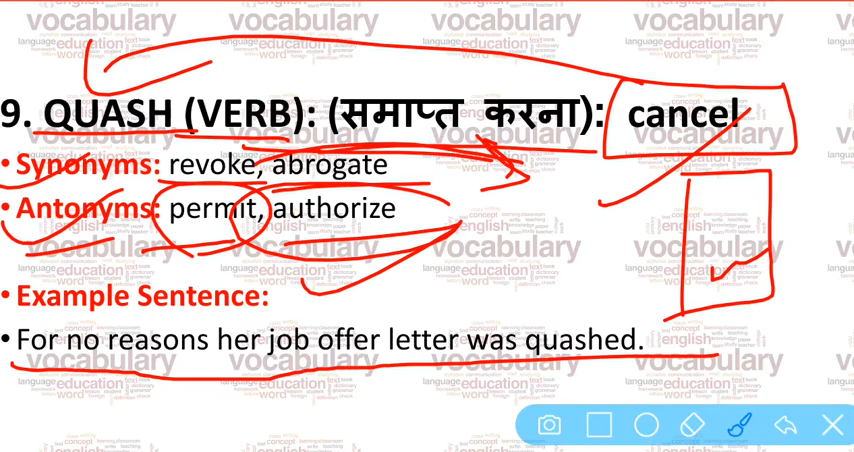 9. QUASH (VERB): (समाप्त करना): cancel
• Synonyms: revoke, abrogate
• Antonyms: permit, authorize
• Example Sentence:
• For no reasons her job offer letter was quashed.